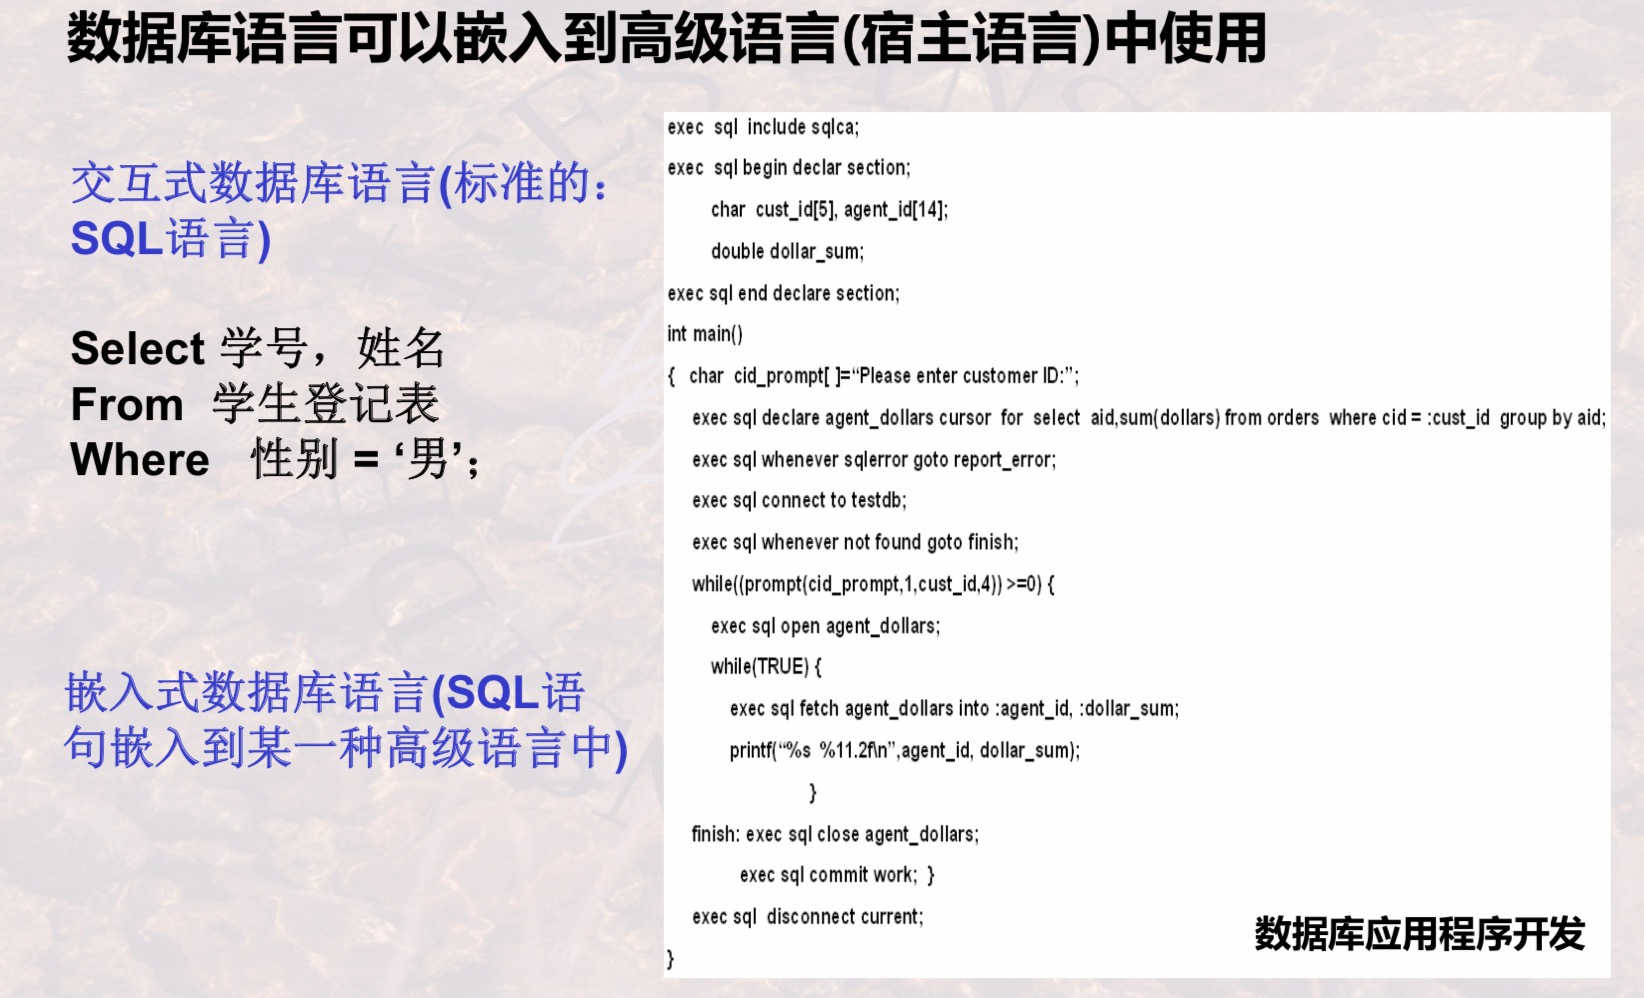 数据库语言可以嵌入到高级语言(宿主语言)中使用
交互式数据库语言(标准的：
SQL语言)
Select 学号，姓名
From 学生登记表
Where 性别 = ‘男’；
嵌入式数据库语言(SQL语
句嵌入到某一种高级语言中)
exec sql include sqlca;
exec sql begin declar section;
char cust_id[5], agent_id[14];
double dollar_sum;
exec sql end declare section;
int main()
{ char cid_prompt[ ]=“Please enter customer ID:”;
exec sql declare agent_dollars cursor for select aid,sum(dollars) from orders where cid = :cust_id group by aid;
exec sql whenever sqlerror goto report_error;
exec sql connect to testdb;
exec sql whenever not found goto finish;
while((prompt(cid_prompt,1,cust_id,4)) >=0) {
exec sql open agent_dollars;
while(TRUE) {
exec sql fetch agent_dollars into :agent_id, :dollar_sum;
printf(“%s %11.2f\n”,agent_id, dollar_sum);
}
finish: exec sql close agent_dollars;
exec sql commit work; }
exec sql disconnect current;
}
数据库应用程序开发